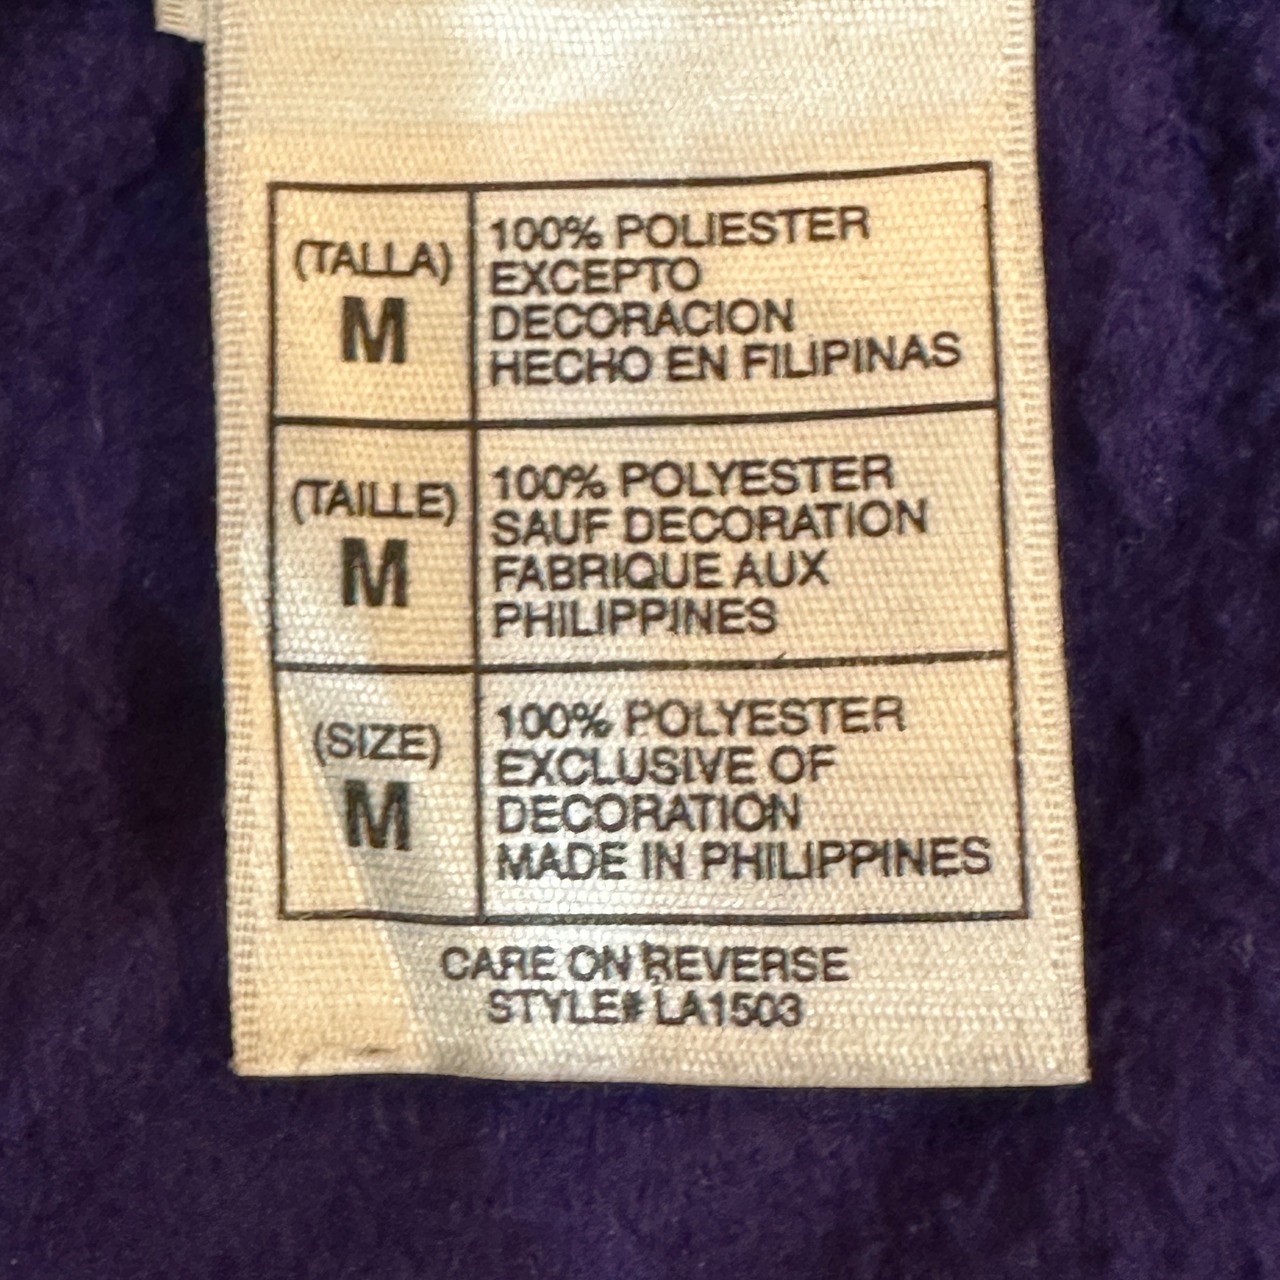 (TALLA)
M
100% POLIESTER
EXCEPTO
DECORACION
HECHO EN FILIPINAS
(TAILLE)
M
100% POLYESTER
SAUF DECORATION
FABRIQUE AUX
PHILIPPINES
(SIZE)
M
100% POLYESTER
EXCLUSIVE OF
DECORATION
MADE IN PHILIPPINES
CARE ON REVERSE
STYLE# LA1503